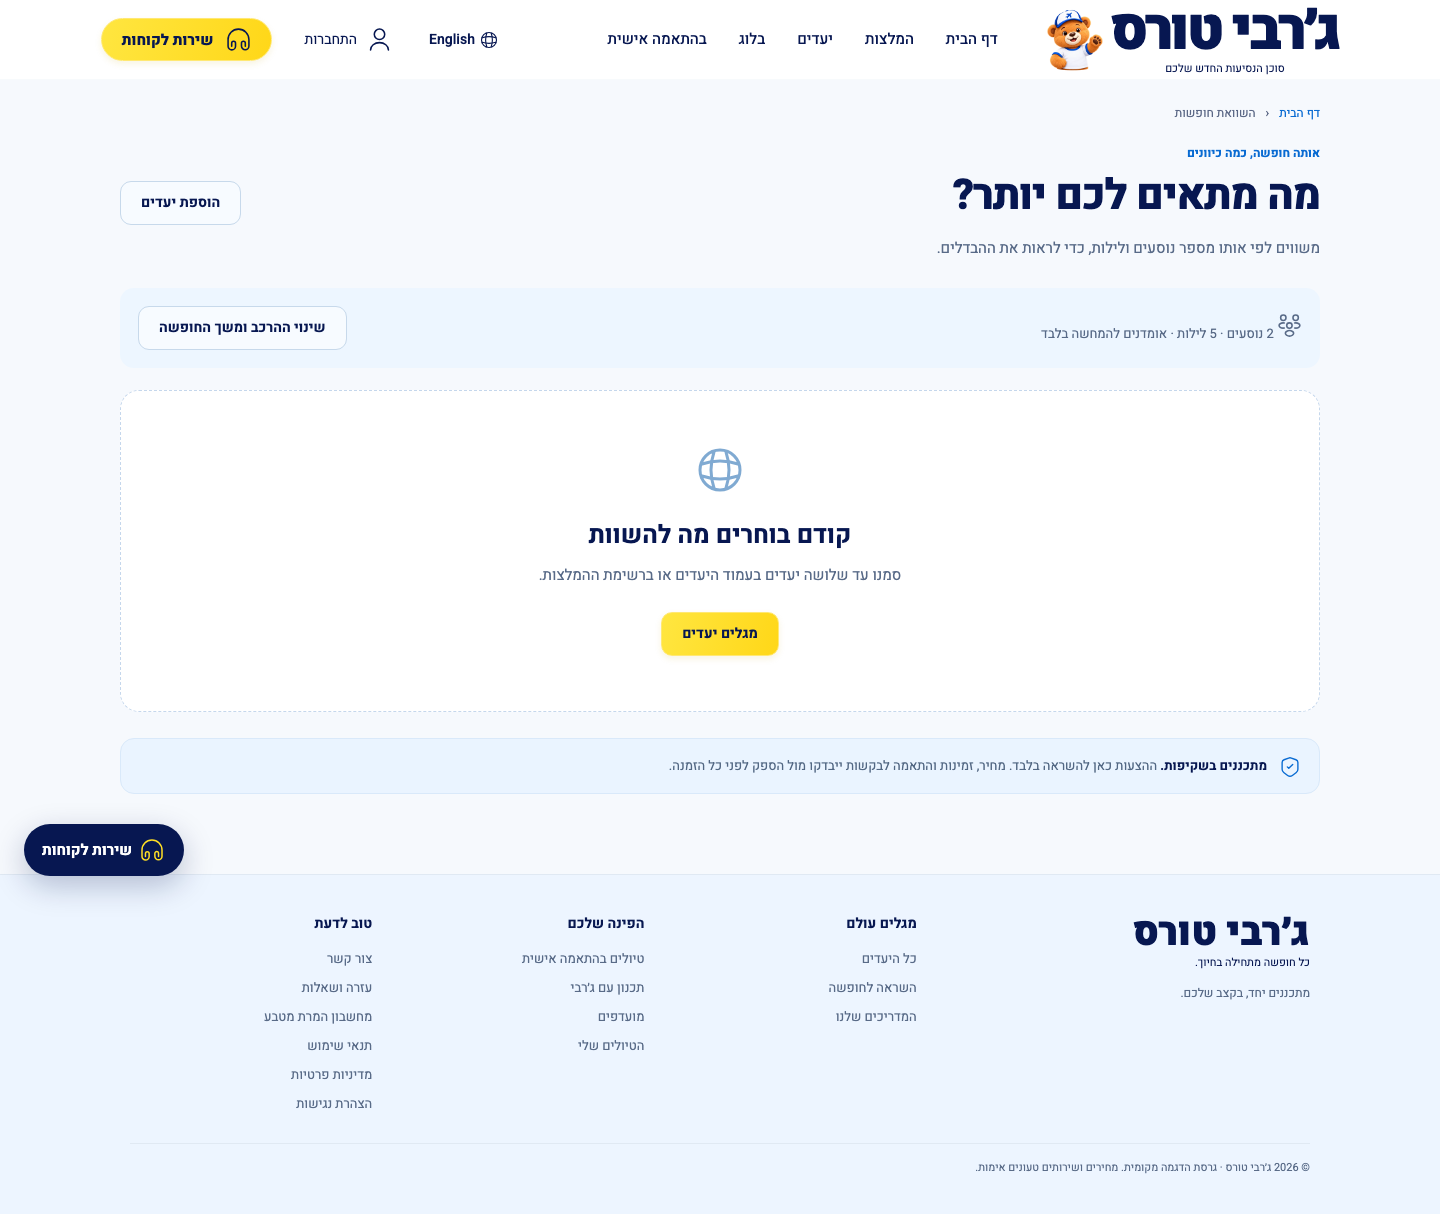 ג'רבי טורס
סוכן הנסיעות החדש שלכם
דף הבית
המלצות
יעדים
בלוג
בהתאמה אישית
English
התחברות
שירות לקוחות
דף הבית › השוואת חופשות
אותה חופשה, כמה כיוונים
מה מתאים לכם יותר?
משווים לפי אותו מספר נוסעים ולילות, כדי לראות את ההבדלים.
הוספת יעדים
2 נוסעים · 5 לילות · אומדנים להמחשה בלבד
שינוי ההרכב ומשך החופשה
קודם בוחרים מה להשוות
סמנו עד שלושה יעדים בעמוד היעדים או ברשימת ההמלצות.
מגלים יעדים
מתכננים בשקיפות. ההצעות כאן להשראה בלבד. מחיר, זמינות והתאמה לבקשות ייבדקו מול הספק לפני כל הזמנה.
שירות לקוחות
ג'רבי טורס
כל חופשה מתחילה בחיוך.
מתכננים יחד, בקצב שלכם.
מגלים עולם
כל היעדים
השראה לחופשה
המדריכים שלנו
הפינה שלכם
טיולים בהתאמה אישית
תכנון עם ג'רבי
מועדפים
הטיולים שלי
טוב לדעת
צור קשר
עזרה ושאלות
מחשבון המרת מטבע
תנאי שימוש
מדיניות פרטיות
הצהרת נגישות
© 2026 ג'רבי טורס · גרסת הדגמה מקומית. מחירים ושירותים טעונים אימות.